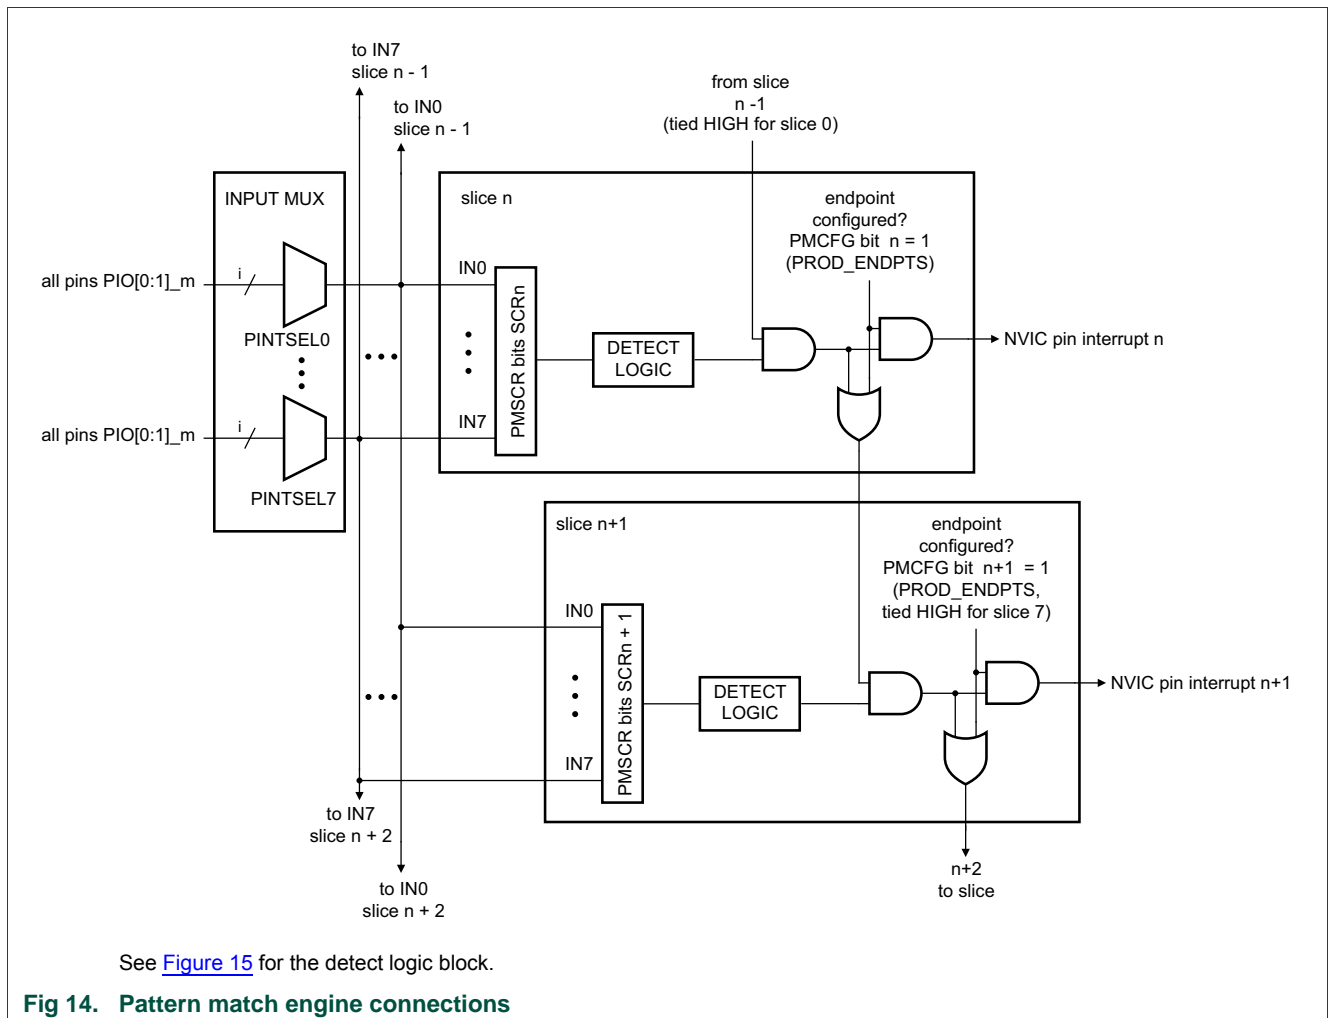 to IN7
slice n - 1
to IN0
slice n - 1
from slice
n -1
(tied HIGH for slice 0)
INPUT MUX
all pins PIO[0:1]_m
i
PINTSEL0
all pins PIO[0:1]_m
i
PINTSEL7
slice n
IN0
IN7
PMSCR bits SCRn
DETECT
LOGIC
endpoint
configured?
PMCFG bit n = 1
(PROD_ENDPTS)
NVIC pin interrupt n
slice n+1
IN0
IN7
PMSCR bits SCRn + 1
DETECT
LOGIC
endpoint
configured?
PMCFG bit n+1 = 1
(PROD_ENDPTS,
tied HIGH for slice 7)
NVIC pin interrupt n+1
to IN7
slice n + 2
to IN0
slice n + 2
n+2
to slice
See Figure 15 for the detect logic block.
Fig 14. Pattern match engine connections